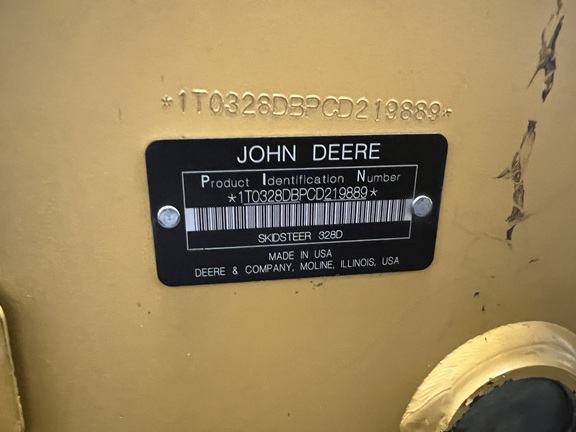 *1T0328DBPCD219889*
JOHN DEERE
Product Identification Number
*1T0328DBPCD219889*
SKIDSTEER 328D
MADE IN USA
DEERE & COMPANY, MOLINE, ILLINOIS, USA